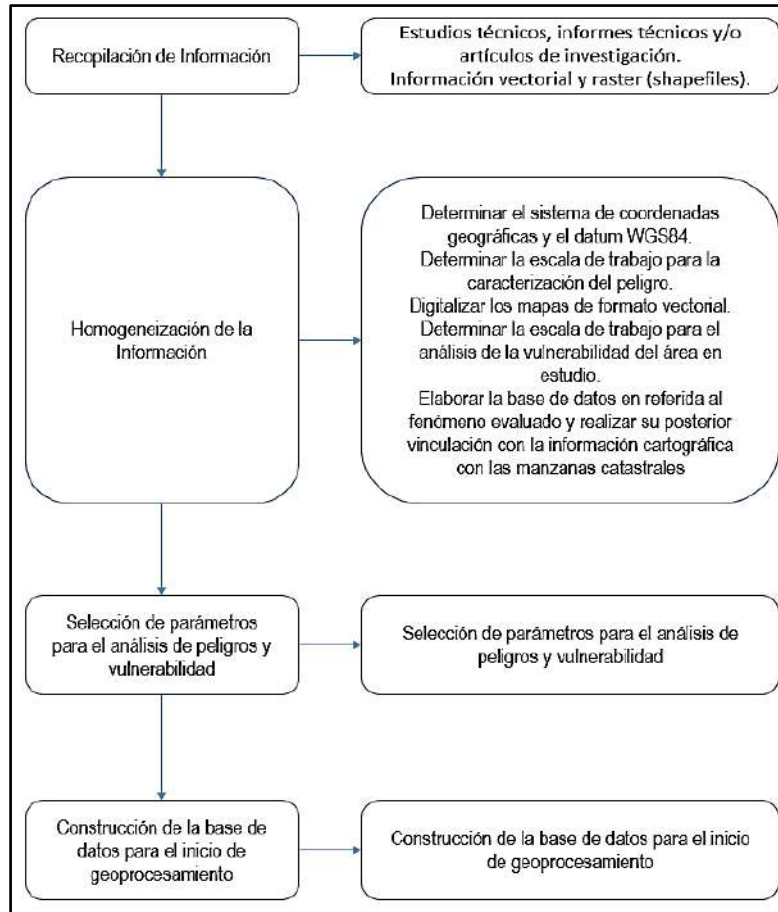 Recopilación de Información
Estudios técnicos, informes técnicos y/o
artículos de investigación.
Información vectorial y raster (shapefiles).
Homogeneización de la
Información
Determinar el sistema de coordenadas
geográficas y el datum WGS84.
Determinar la escala de trabajo para la
caracterización del peligro.
Digitalizar los mapas de formato vectorial.
Determinar la escala de trabajo para el
análisis de la vulnerabilidad del área en
estudio.
Elaborar la base de datos en referida al
fenómeno evaluado y realizar su posterior
vinculación con la información cartográfica
con las manzanas catastrales
Selección de parámetros
para el análisis de peligros y
vulnerabilidad
Selección de parámetros para el análisis de
peligros y vulnerabilidad
Construcción de la base de
datos para el inicio de
geoprocesamiento
Construcción de la base de datos para el inicio
de geoprocesamiento